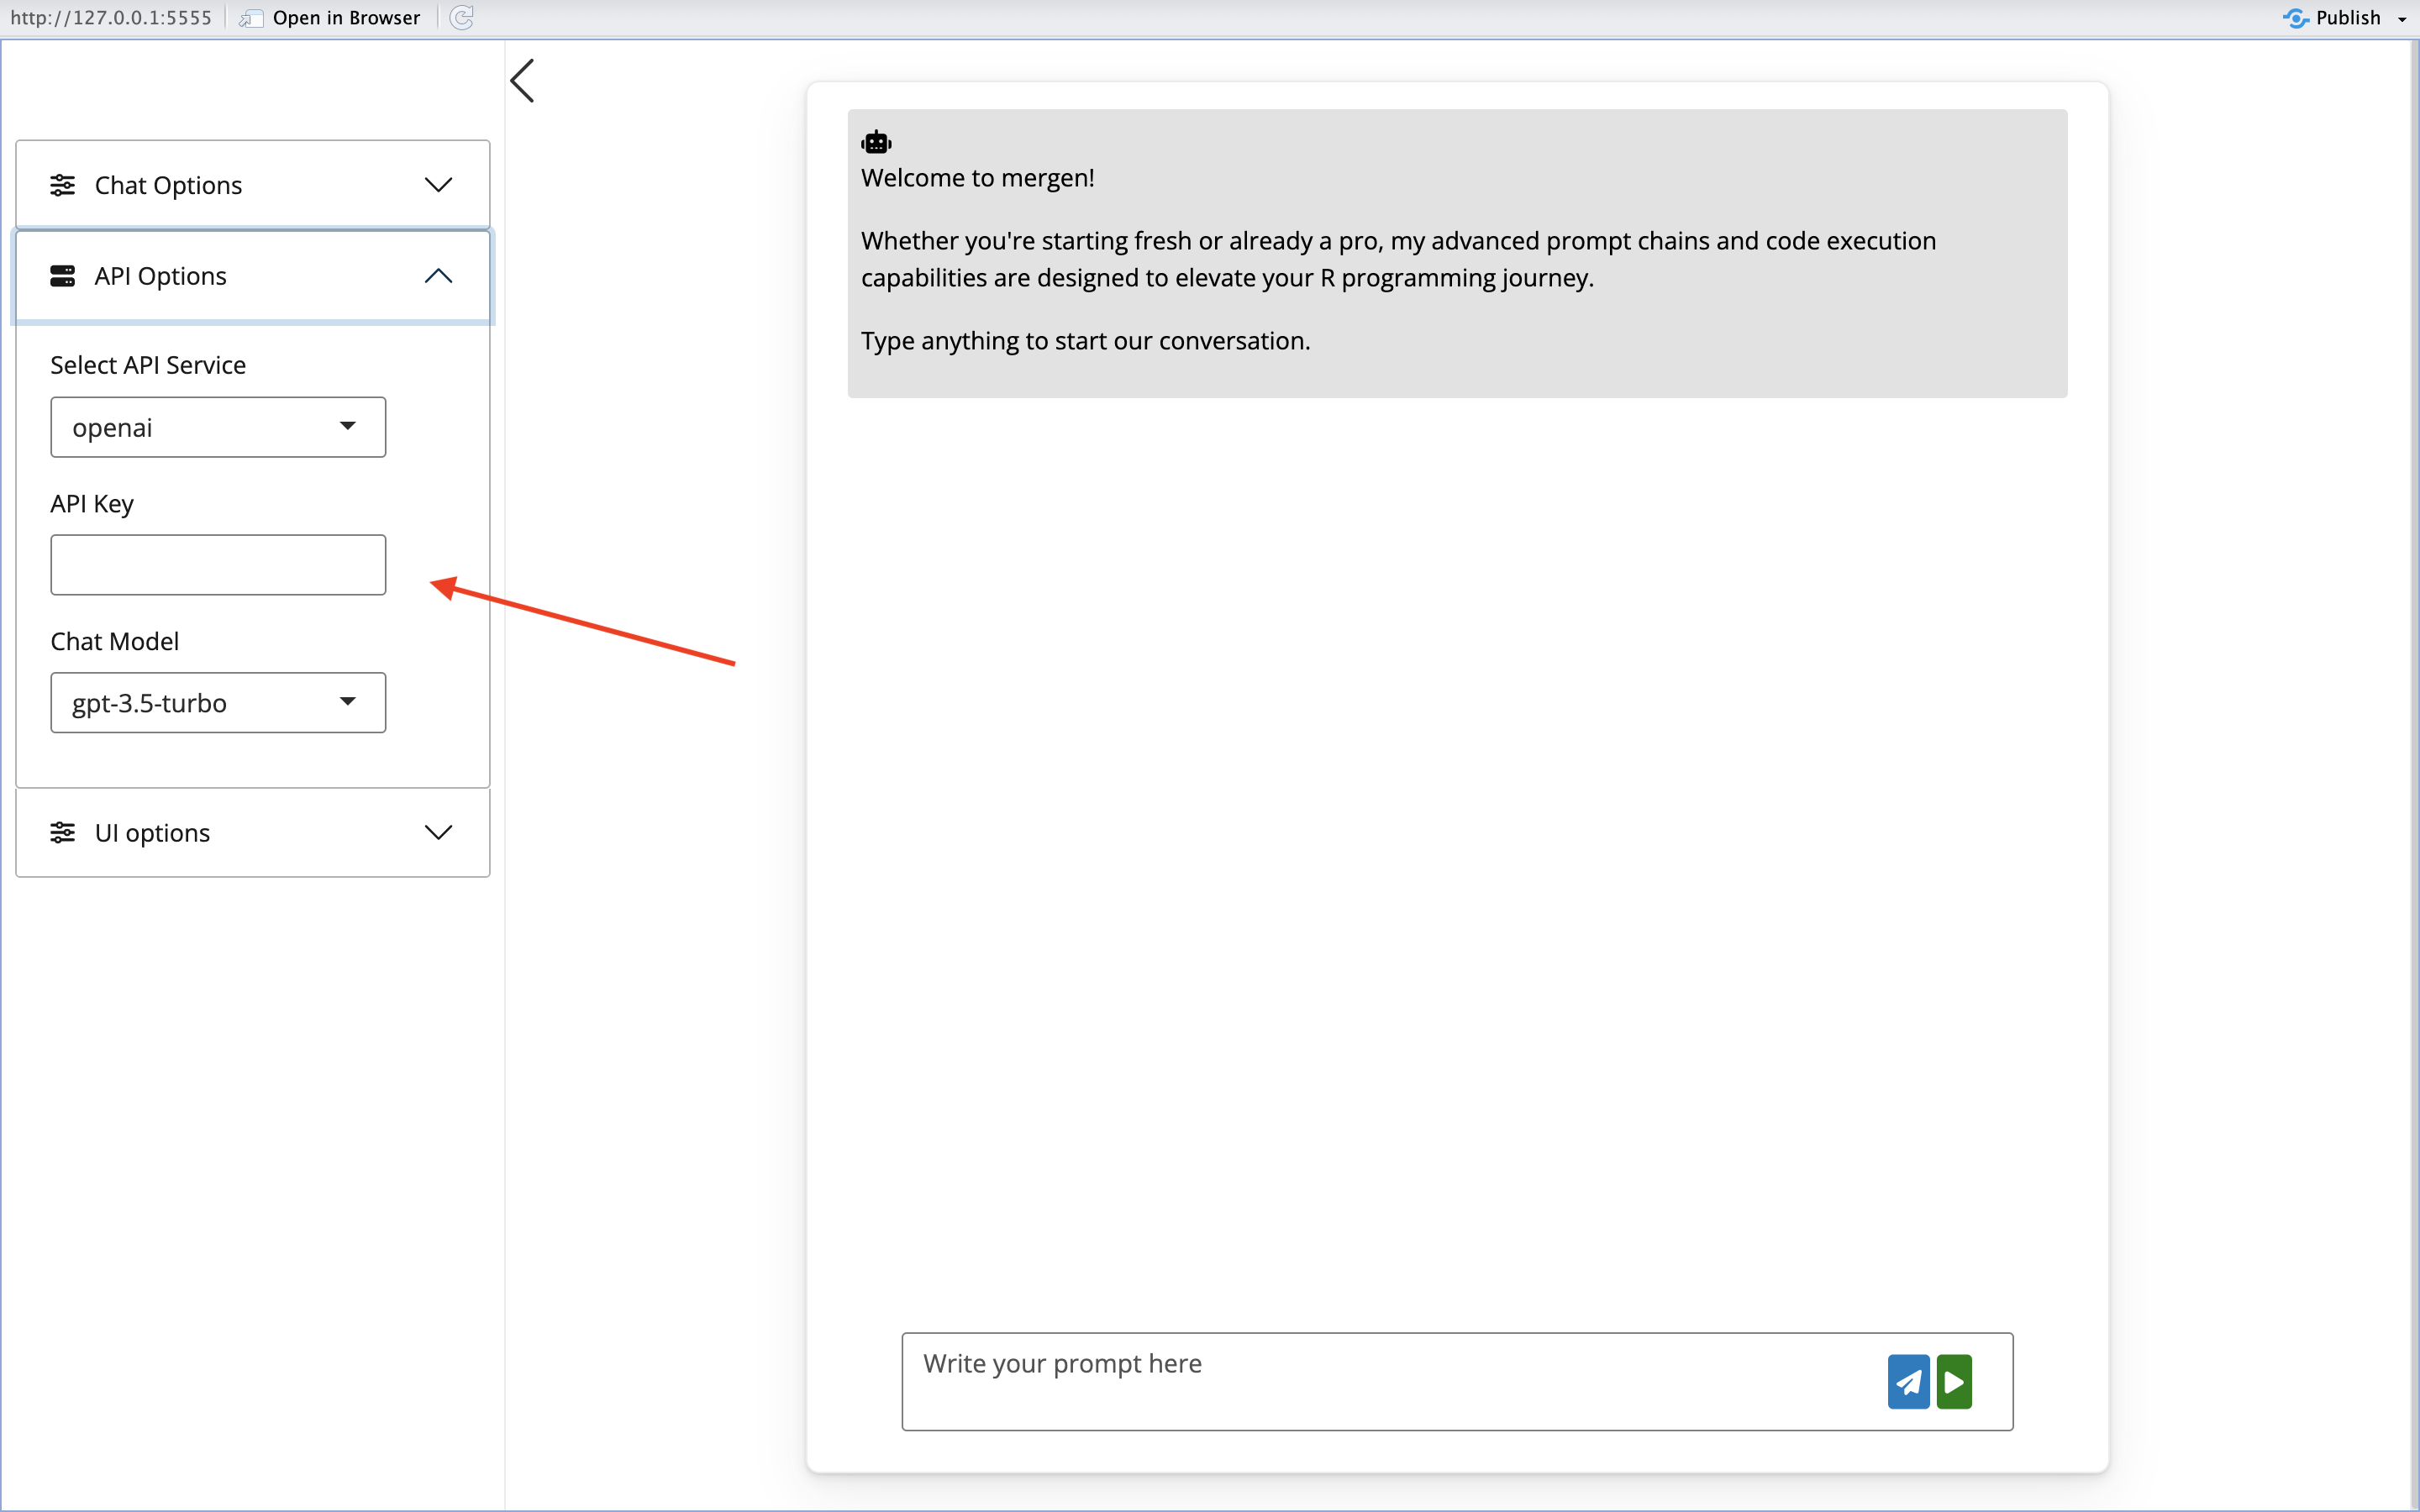 http://127.0.0.1:5555
Open in Browser
Publish
Chat Options
API Options
Select API Service
openai
API Key
Chat Model
gpt-3.5-turbo
UI options
Welcome to mergen!
Whether you're starting fresh or already a pro, my advanced prompt chains and code execution
capabilities are designed to elevate your R programming journey.
Type anything to start our conversation.
Write your prompt here